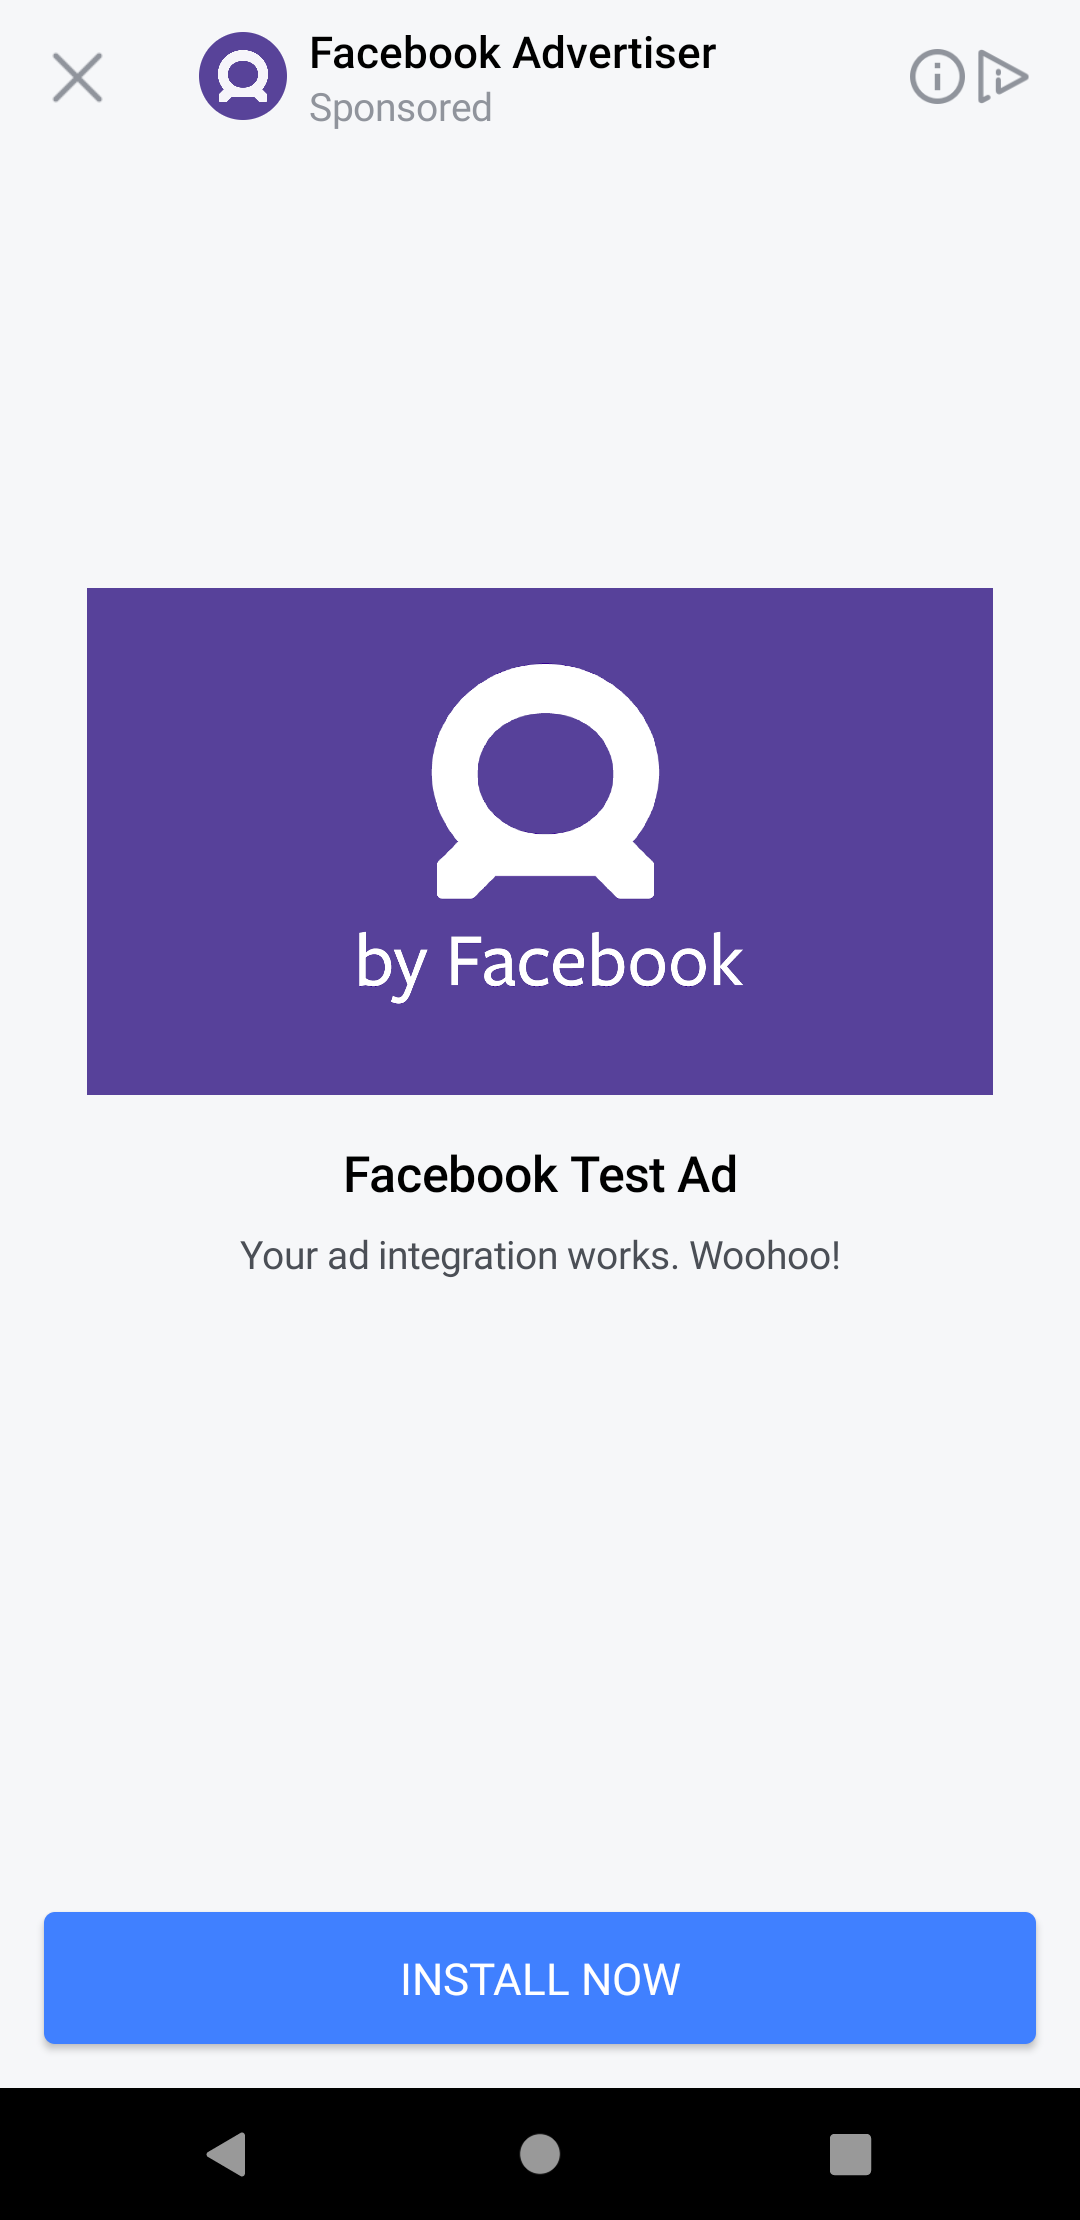 Facebook Advertiser
Sponsored
by Facebook
Facebook Test Ad
Your ad integration works. Woohoo!
INSTALL NOW